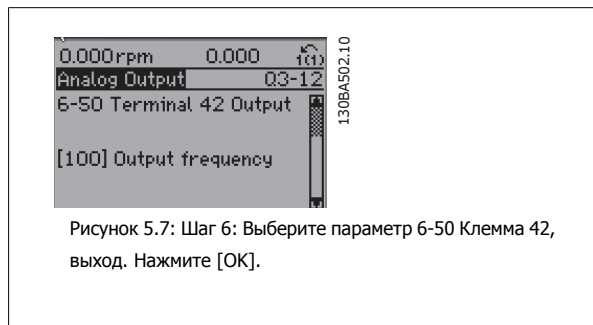 0.000rpm 0.000 1(1)
Analog Output Q3-12
6-50 Terminal 42 Output
[100] Output frequency
130BA502.10
Рисунок 5.7: Шаг 6: Выберите параметр 6-50 Клемма 42,
выход. Нажмите [OK].